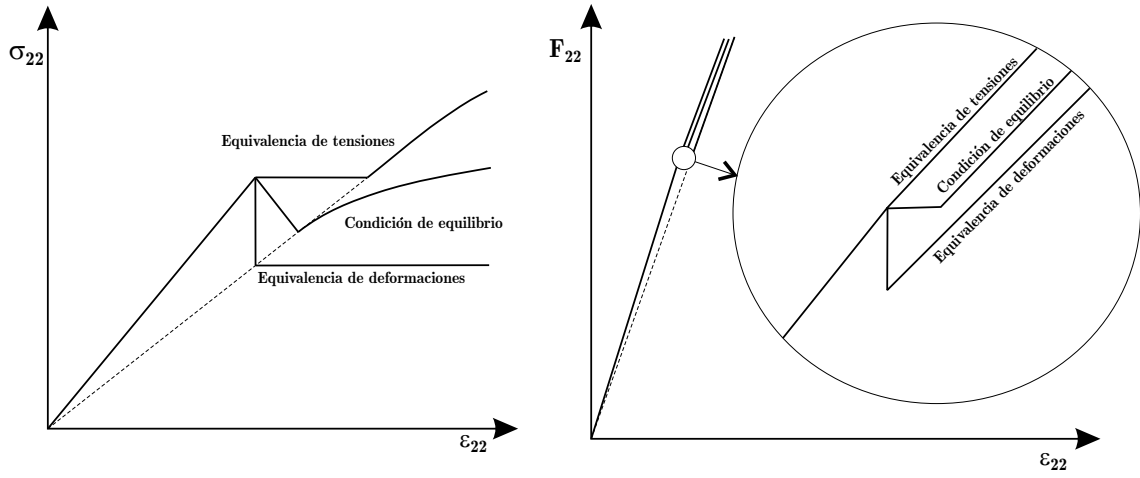 σ22
Equivalencia de tensiones
Condición de equilibrio
Equivalencia de deformaciones
ε22
F22
Equivalencia de tensiones
Condición de equilibrio
Equivalencia de deformaciones
ε22